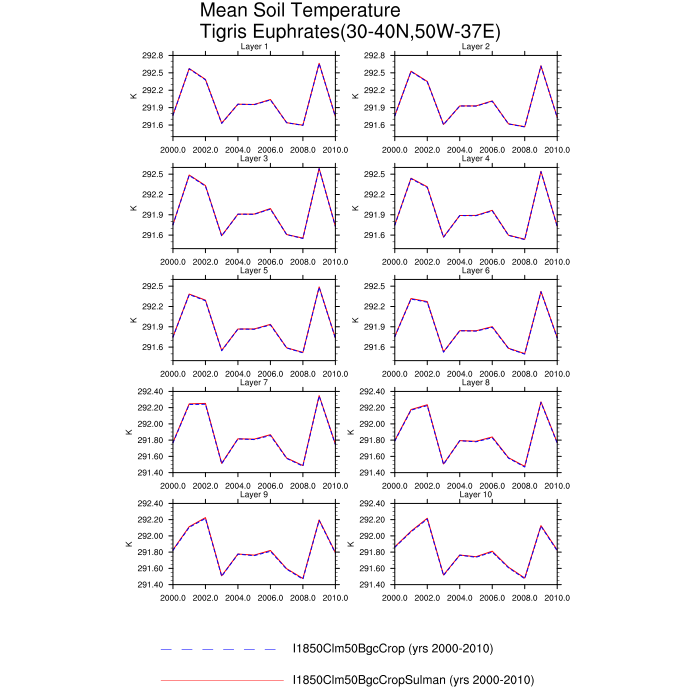 Mean Soil Temperature
Tigris Euphrates(30-40N,50W-37E)
Layer 1
292.8
292.5
292.2
291.9
291.6
K
2000.0 2002.0 2004.0 2006.0 2008.0 2010.0
Layer 2
292.8
292.5
292.2
291.9
291.6
K
2000.0 2002.0 2004.0 2006.0 2008.0 2010.0
Layer 3
292.5
292.2
291.9
291.6
K
2000.0 2002.0 2004.0 2006.0 2008.0 2010.0
Layer 4
292.5
292.2
291.9
291.6
K
2000.0 2002.0 2004.0 2006.0 2008.0 2010.0
Layer 5
292.5
292.2
291.9
291.6
K
2000.0 2002.0 2004.0 2006.0 2008.0 2010.0
Layer 6
292.5
292.2
291.9
291.6
K
2000.0 2002.0 2004.0 2006.0 2008.0 2010.0
Layer 7
292.40
292.20
292.00
291.80
291.60
291.40
K
2000.0 2002.0 2004.0 2006.0 2008.0 2010.0
Layer 8
292.40
292.20
292.00
291.80
291.60
291.40
K
2000.0 2002.0 2004.0 2006.0 2008.0 2010.0
Layer 9
292.40
292.20
292.00
291.80
291.60
291.40
K
2000.0 2002.0 2004.0 2006.0 2008.0 2010.0
Layer 10
292.40
292.20
292.00
291.80
291.60
291.40
K
2000.0 2002.0 2004.0 2006.0 2008.0 2010.0
I1850Clm50BgcCrop (yrs 2000-2010)
I1850Clm50BgcCropSulman (yrs 2000-2010)